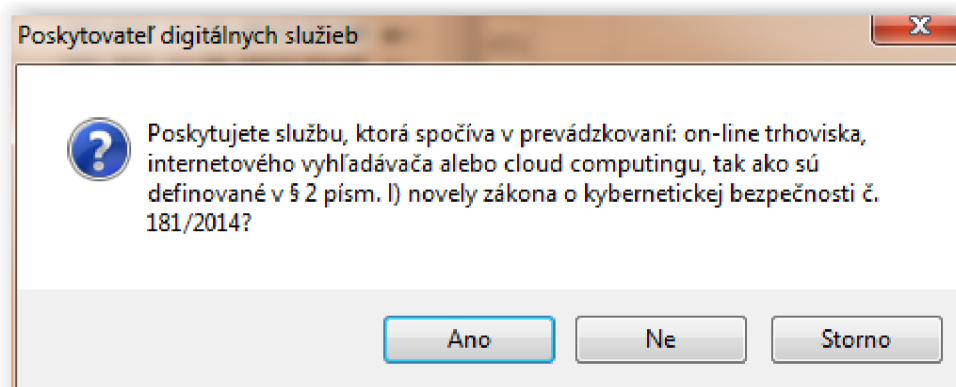 Poskytovateľ digitálnych služieb
Poskytujete službu, ktorá spočíva v prevádzkovaní: on-line trhoviska,
internetového vyhľadávača alebo cloud computingu, tak ako sú
definované v § 2 písm. l) novely zákona o kybernetickej bezpečnosti č.
181/2014?
Ano
Ne
Storno